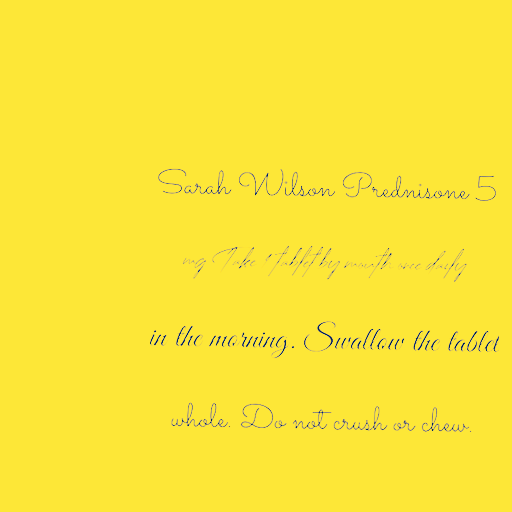 Sarah Wilson Prednisone 5
mg Take 1 tablet by mouth once daily
in the morning. Swallow the tablet
whole. Do not crush or chew.